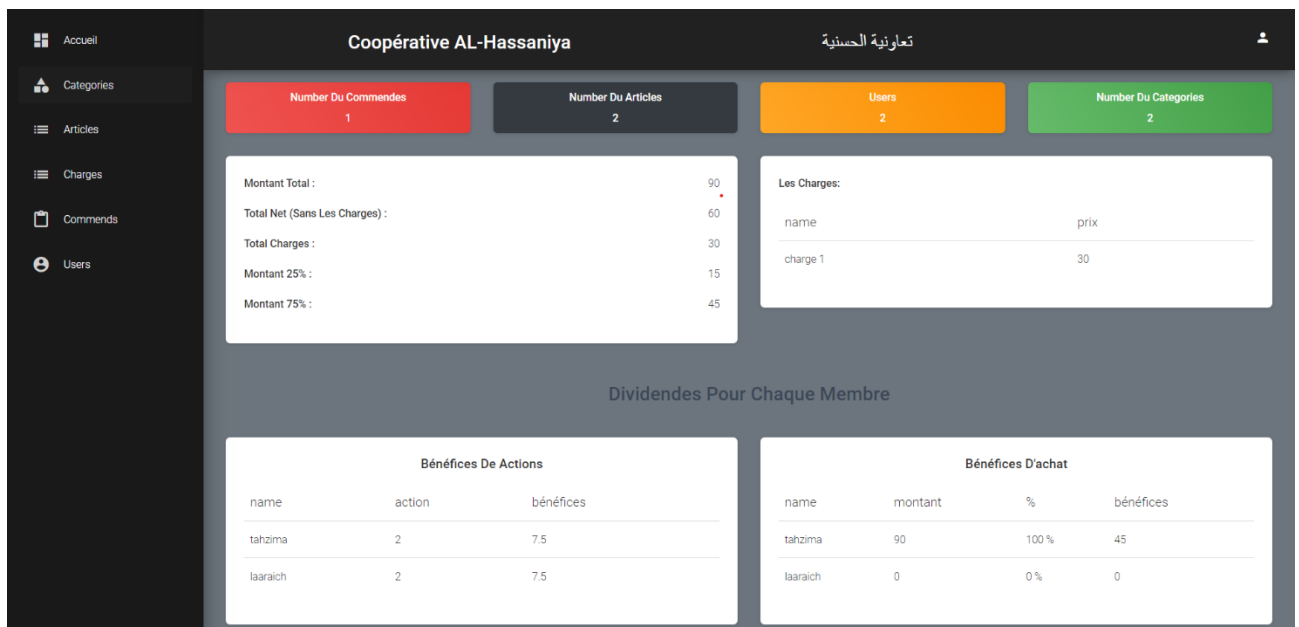 Accueil
Categories
Articles
Charges
Commends
Users
Coopérative AL-Hassaniya
تعاونية الحسنية
Number Du Commendes
1
Number Du Articles
2
Users
2
Number Du Categories
2
Montant Total : 90
Total Net (Sans Les Charges) : 60
Total Charges : 30
Montant 25% : 15
Montant 75% : 45
Les Charges:
name prix
charge 1 30
Dividendes Pour Chaque Membre
Bénéfices De Actions
name action bénéfices
tahzima 2 7.5
laaraich 2 7.5
Bénéfices D'achat
name montant % bénéfices
tahzima 90 100 % 45
laaraich 0 0 % 0